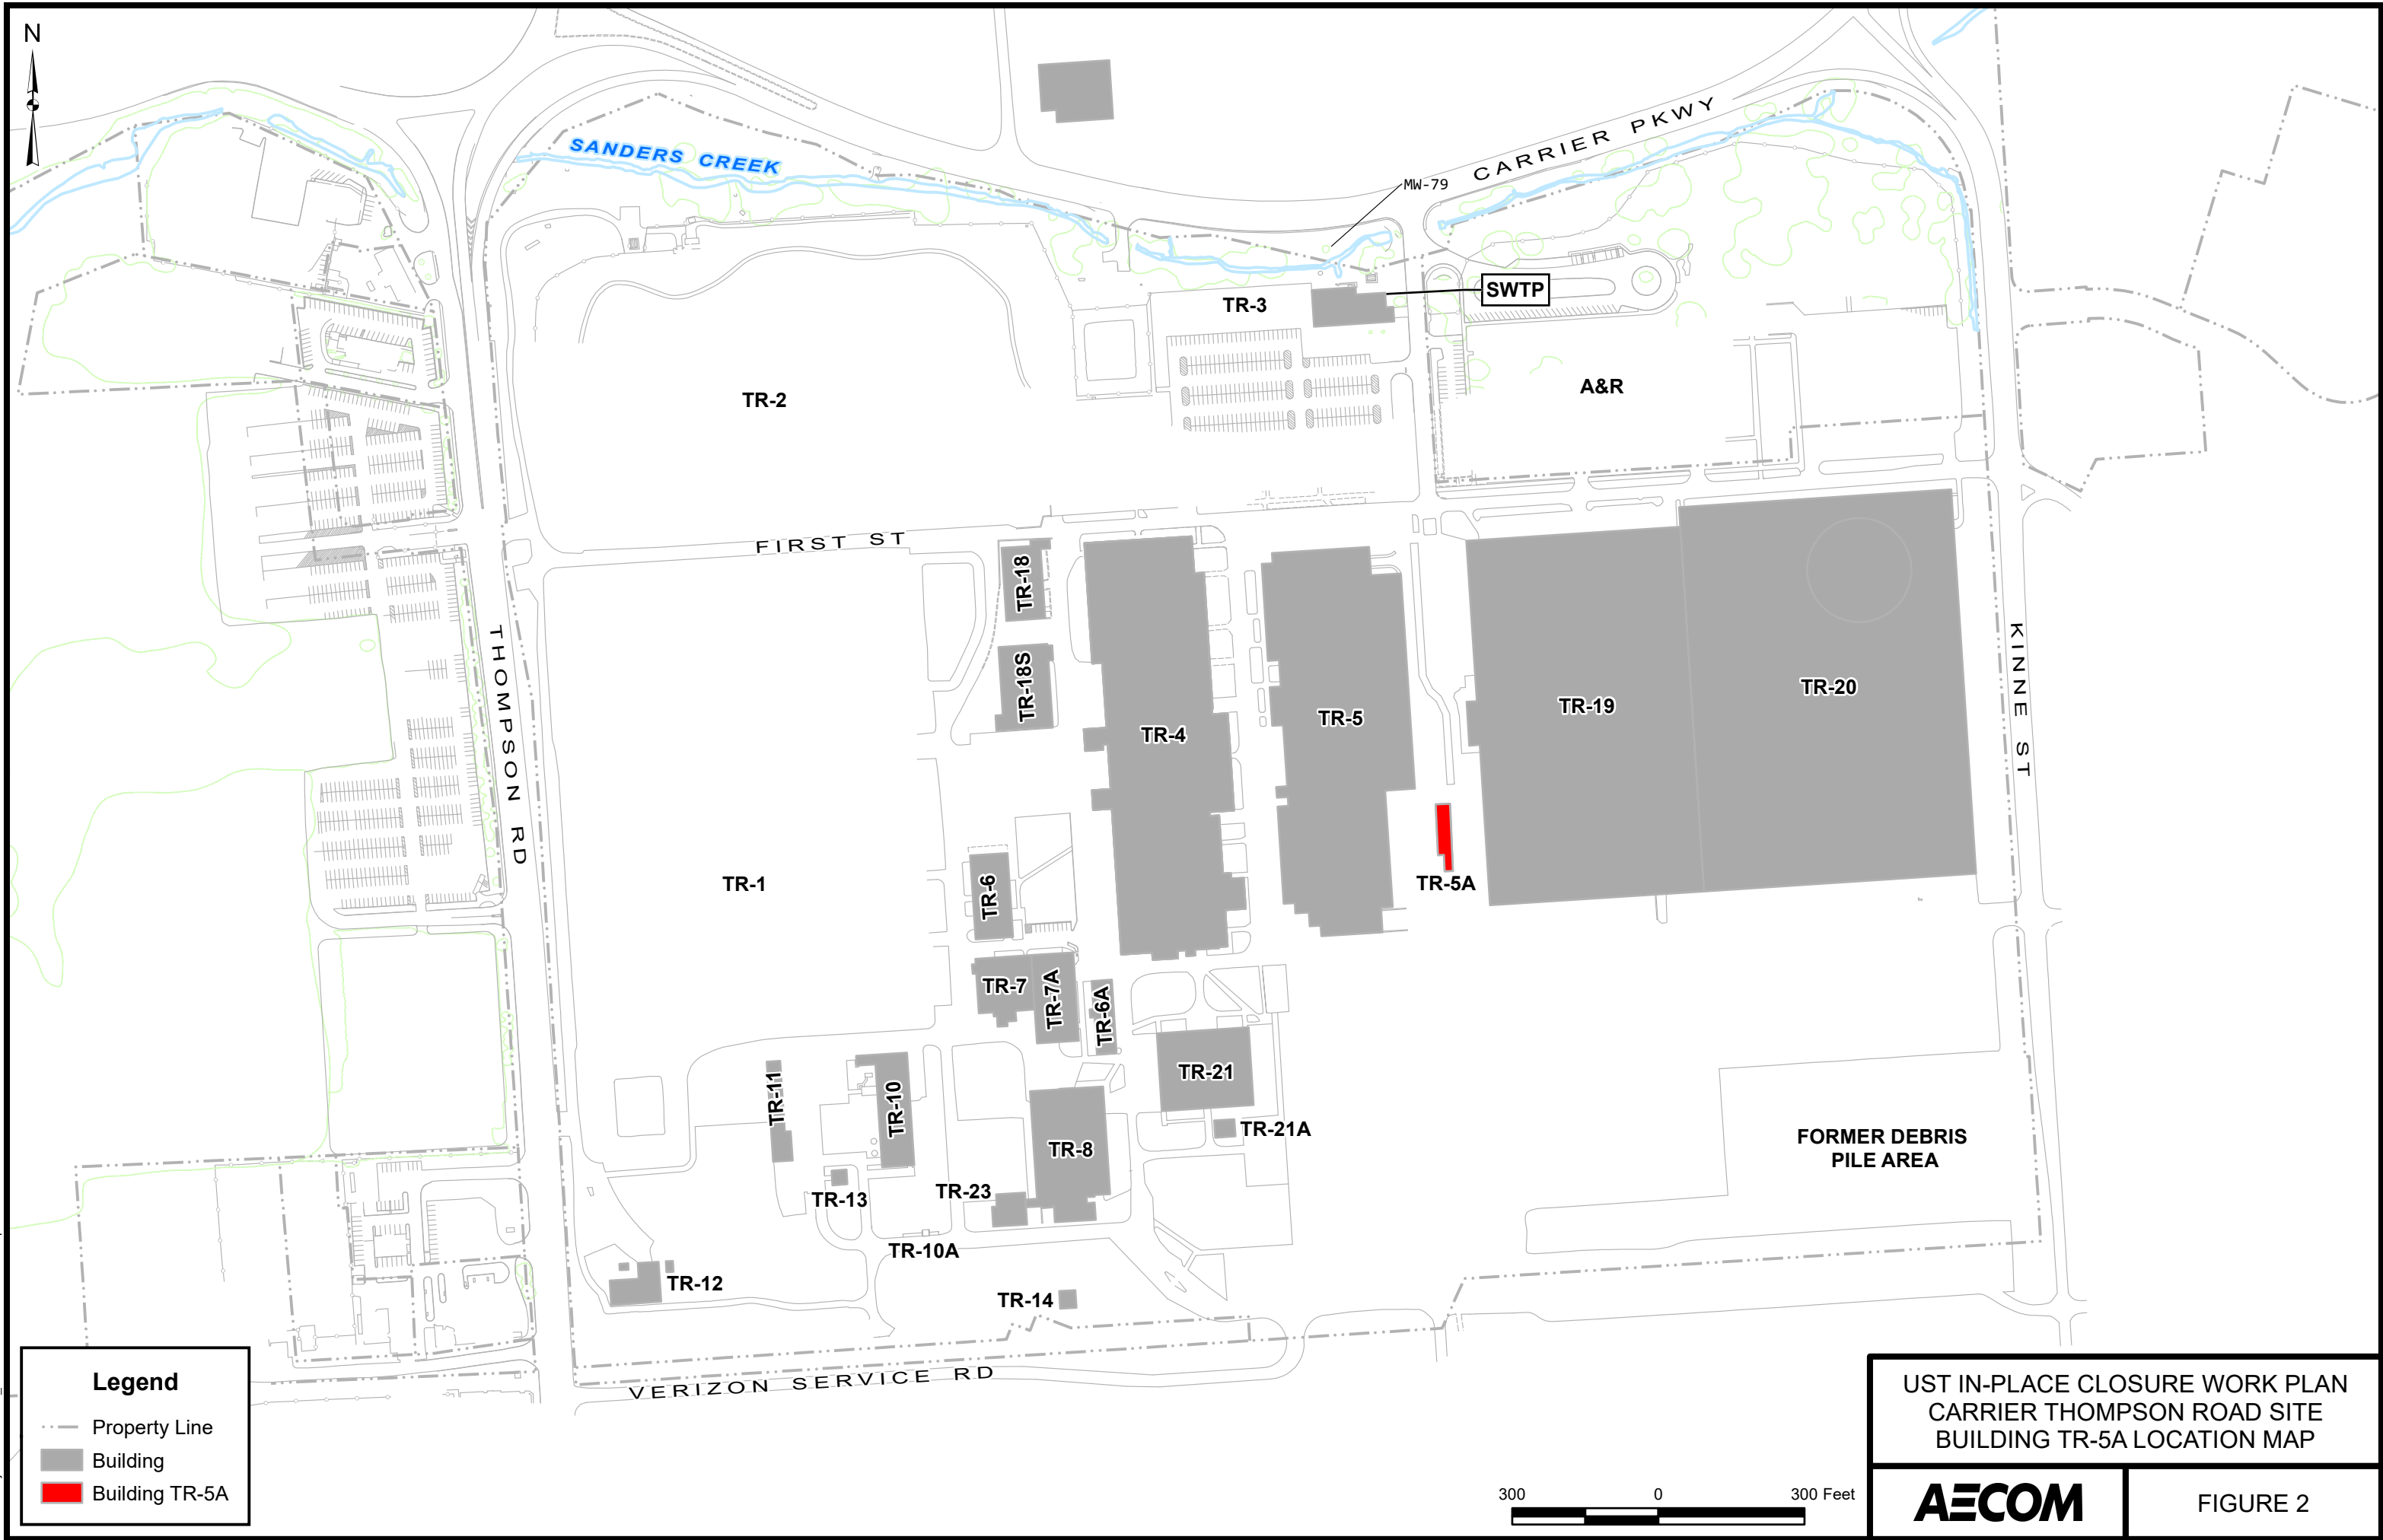 N
SANDERS CREEK
CARRIER PKWY
MW-79
SWTP
TR-3
TR-2
A&R
FIRST ST
TR-18
TR-18S
THOMPSON RD
KINNE ST
TR-4
TR-5
TR-19
TR-20
TR-1
TR-6
TR-5A
TR-7
TR-7A
TR-6A
TR-21
TR-11
TR-10
TR-8
TR-21A
FORMER DEBRIS
PILE AREA
TR-13
TR-23
TR-10A
TR-12
TR-14
VERIZON SERVICE RD
Legend
Property Line
Building
Building TR-5A
300 0 300 Feet
UST IN-PLACE CLOSURE WORK PLAN
CARRIER THOMPSON ROAD SITE
BUILDING TR-5A LOCATION MAP
AECOM
FIGURE 2